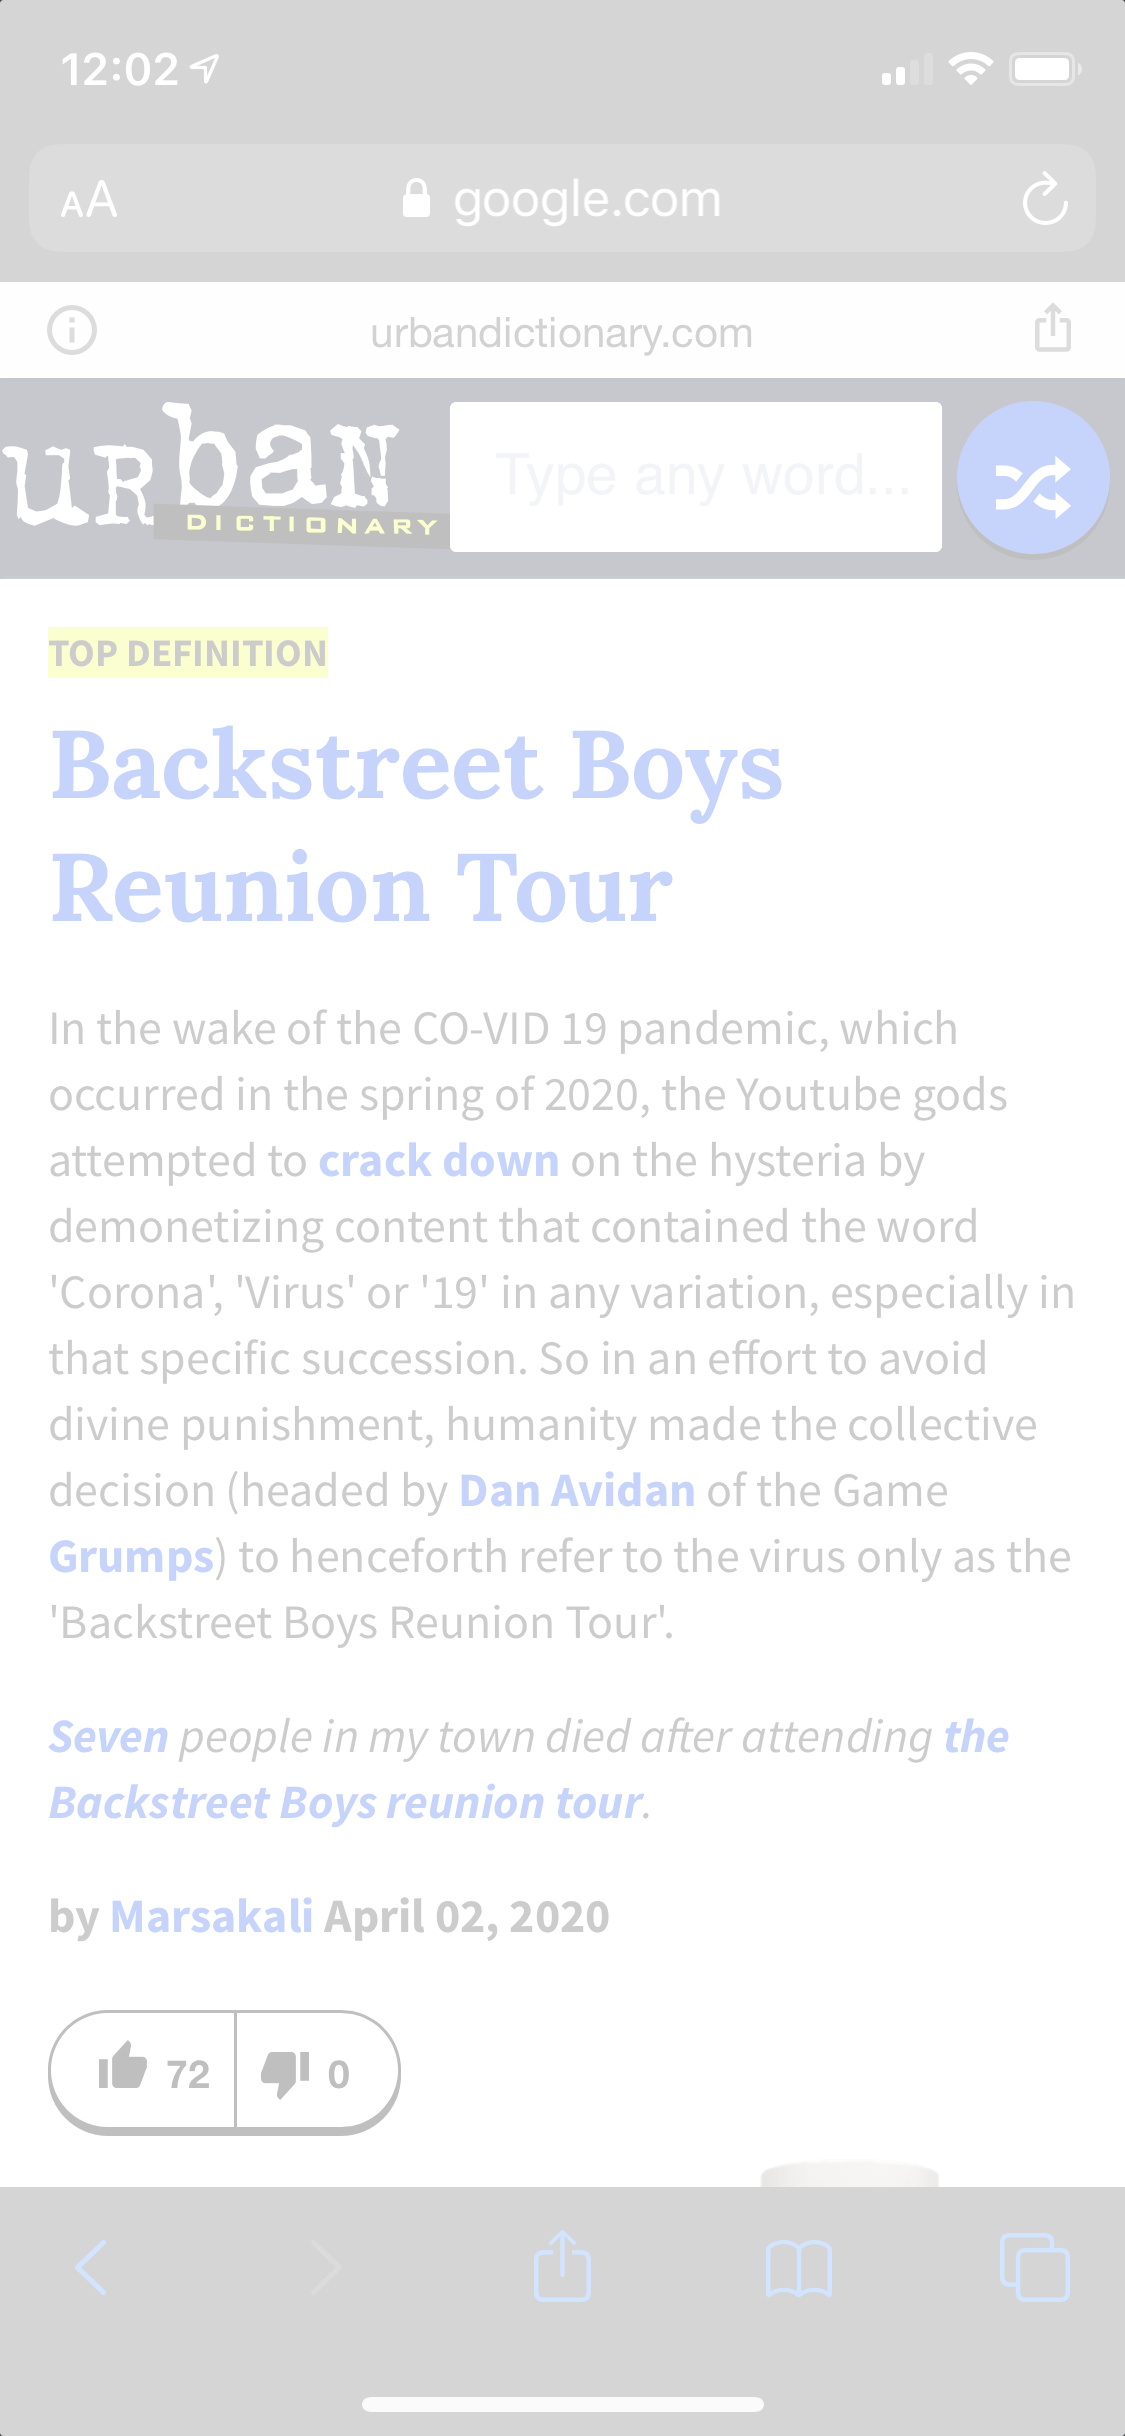 12:02
AA google.com
urbandictionary.com
urban
DICTIONARY
Type any word...
TOP DEFINITION
Backstreet Boys
Reunion Tour
In the wake of the CO-VID 19 pandemic, which
occurred in the spring of 2020, the Youtube gods
attempted to crack down on the hysteria by
demonetizing content that contained the word
'Corona', 'Virus' or '19' in any variation, especially in
that specific succession. So in an effort to avoid
divine punishment, humanity made the collective
decision (headed by Dan Avidan of the Game
Grumps) to henceforth refer to the virus only as the
'Backstreet Boys Reunion Tour'.
Seven people in my town died after attending the
Backstreet Boys reunion tour.
by Marsakali April 02, 2020
72 0